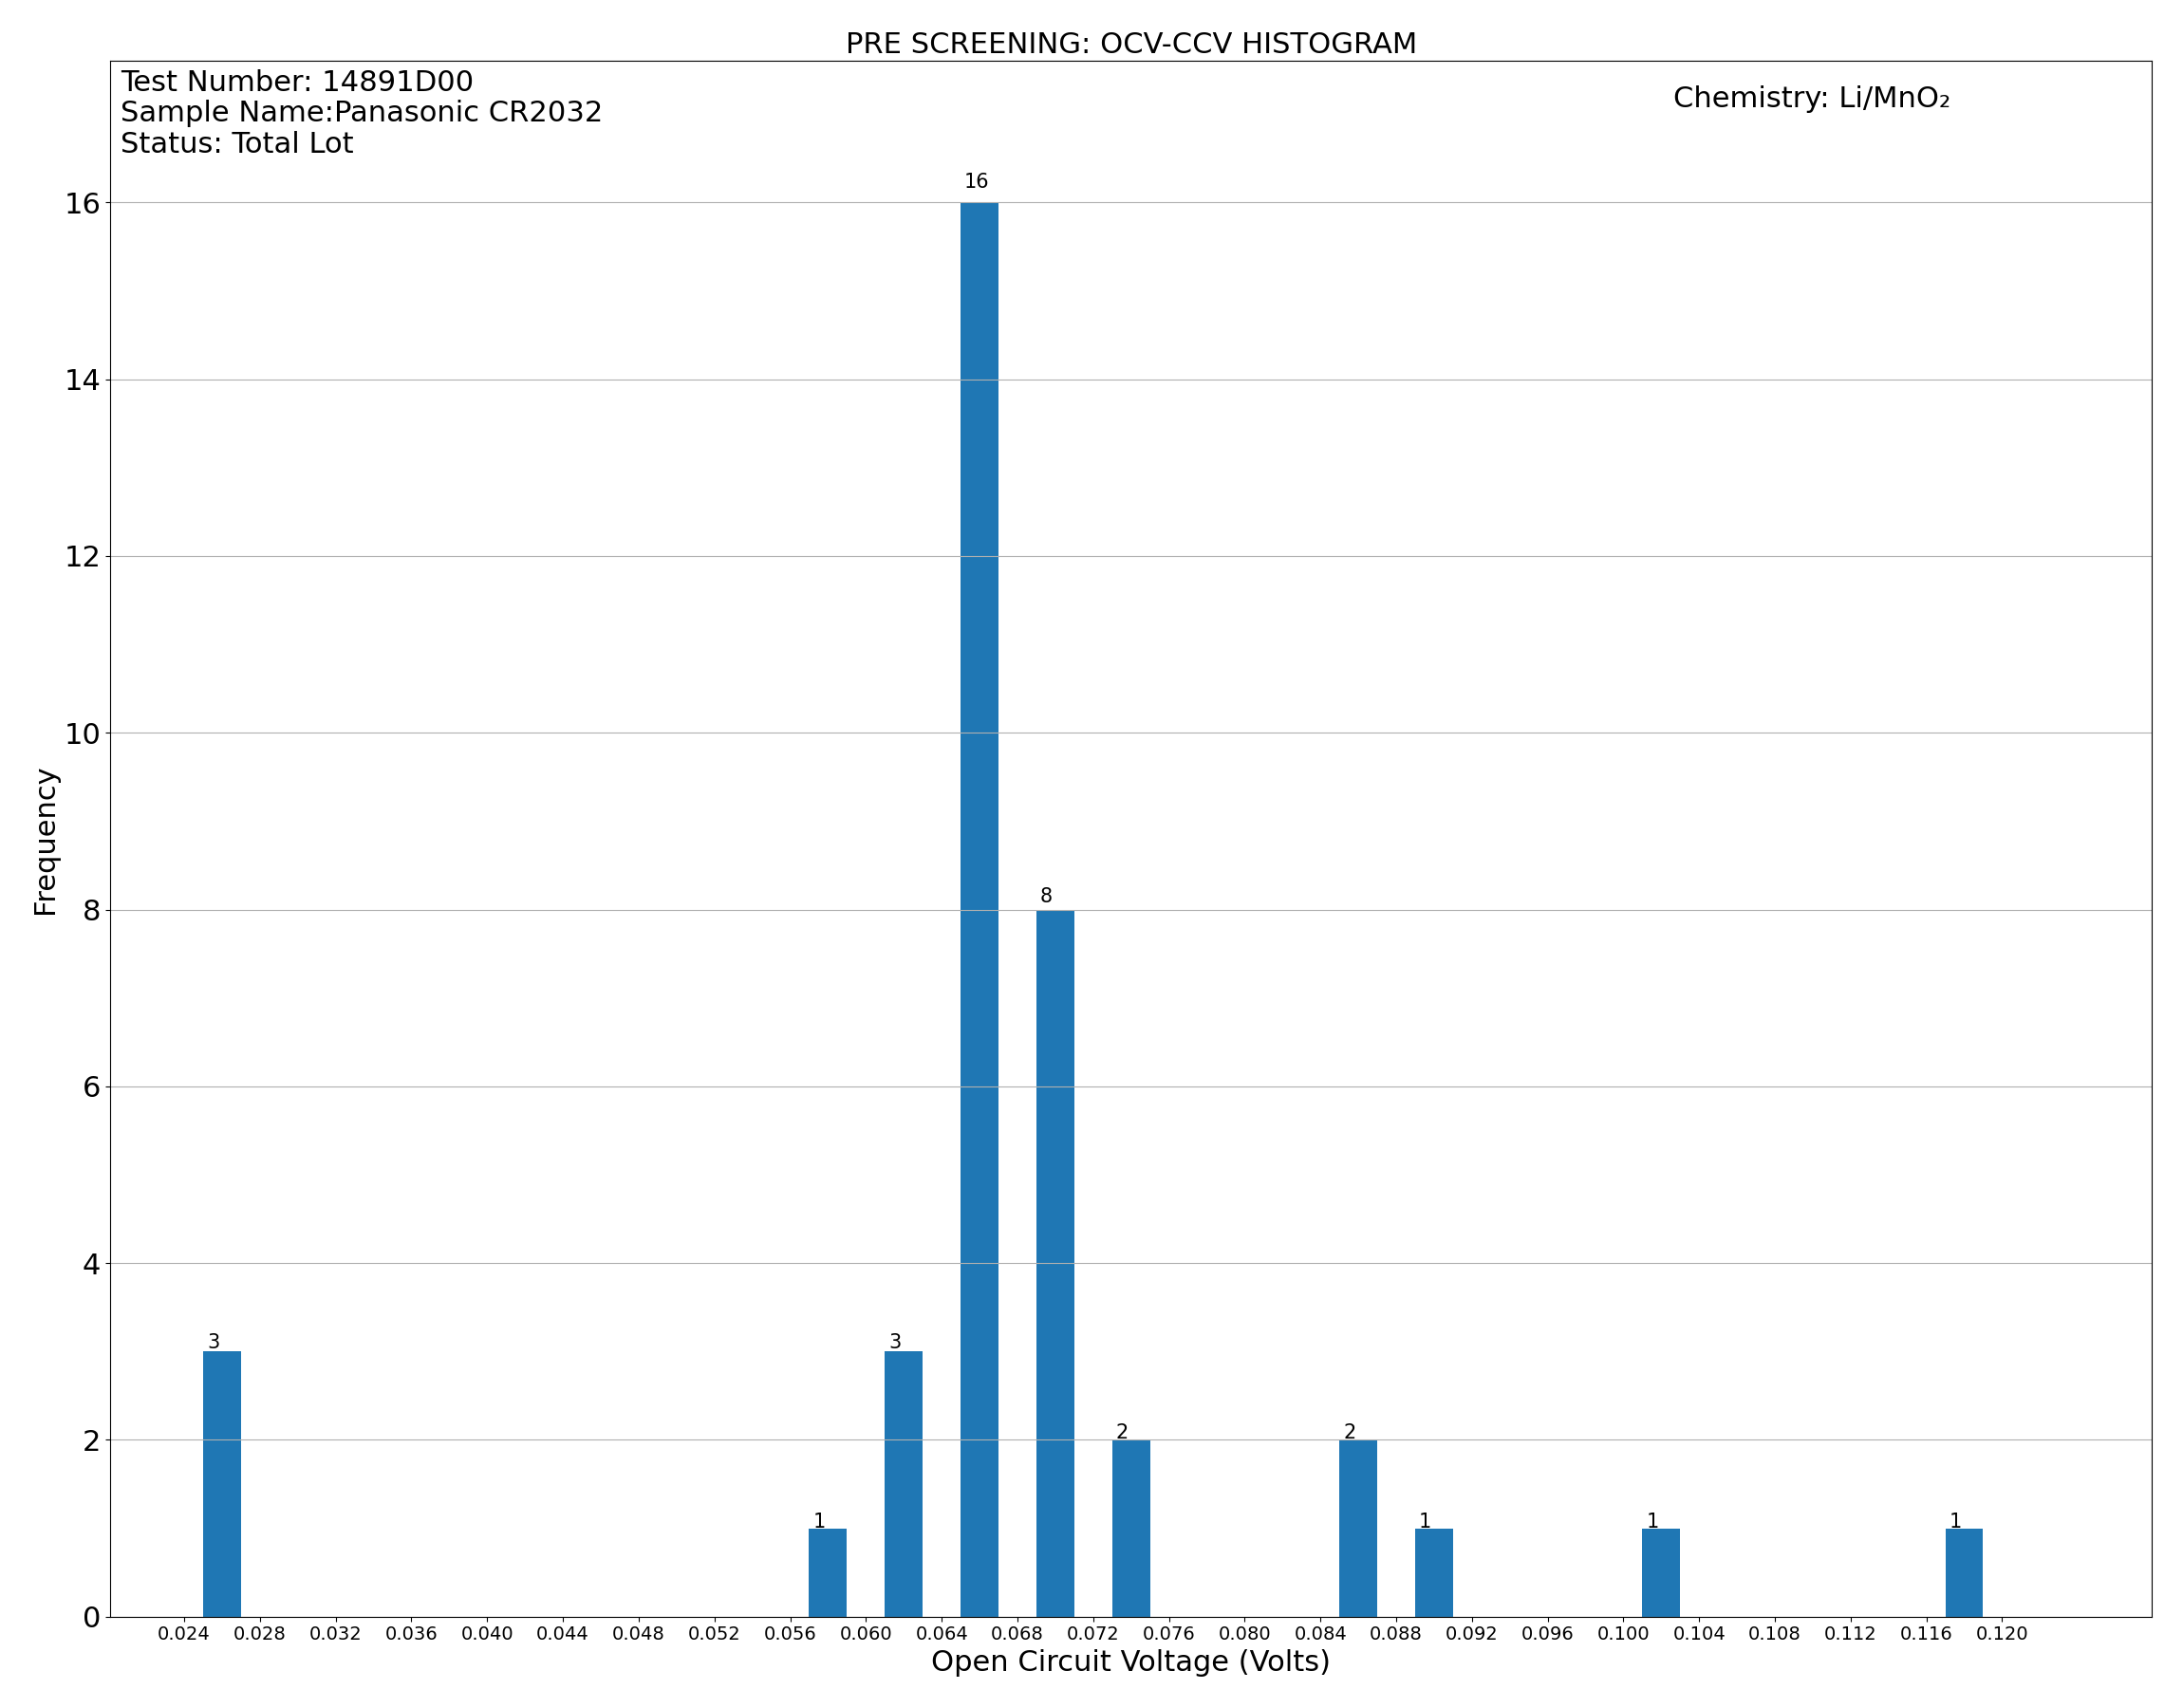 PRE SCREENING: OCV-CCV HISTOGRAM
Test Number: 14891D00
Sample Name:Panasonic CR2032
Status: Total Lot
Chemistry: Li/MnO₂
16
14
12
10
8
6
4
2
0
Frequency
3
1
3
16
8
2
2
1
1
1
0.024 0.028 0.032 0.036 0.040 0.044 0.048 0.052 0.056 0.060 0.064 0.068 0.072 0.076 0.080 0.084 0.088 0.092 0.096 0.100 0.104 0.108 0.112 0.116 0.120
Open Circuit Voltage (Volts)